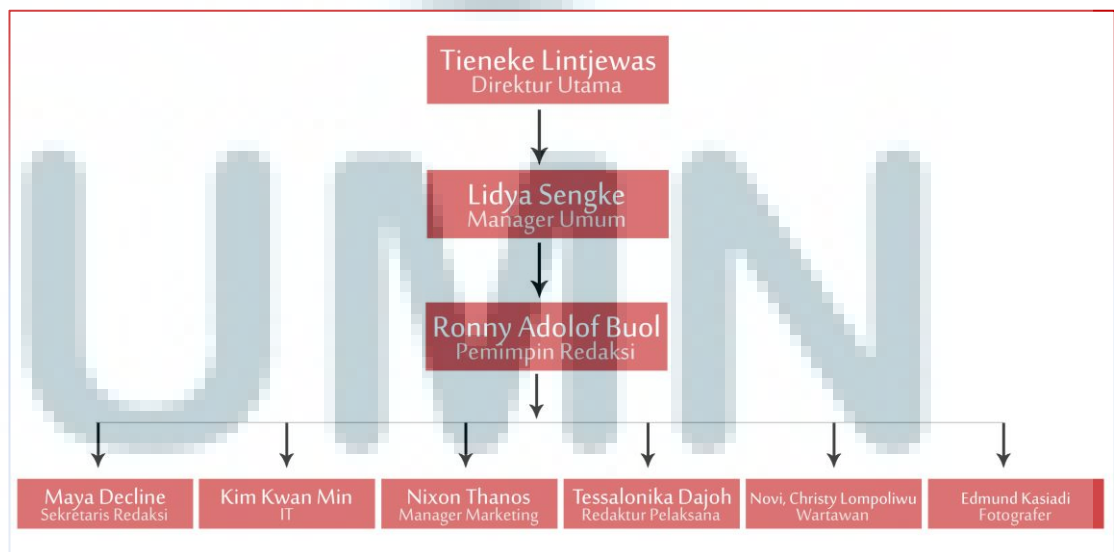 Tieneke Lintjewas
Direktur Utama
Lidya Sengke
Manager Umum
Ronny Adolof Buol
Pemimpin Redaksi
Maya Decline
Sekretaris Redaksi
Kim Kwan Min
IT
Nixon Thanos
Manager Marketing
Tessalonika Dajoh
Redaktur Pelaksana
Novi, Christy Lompoliwu
Wartawan
Edmund Kasiadi
Fotografer
UMN